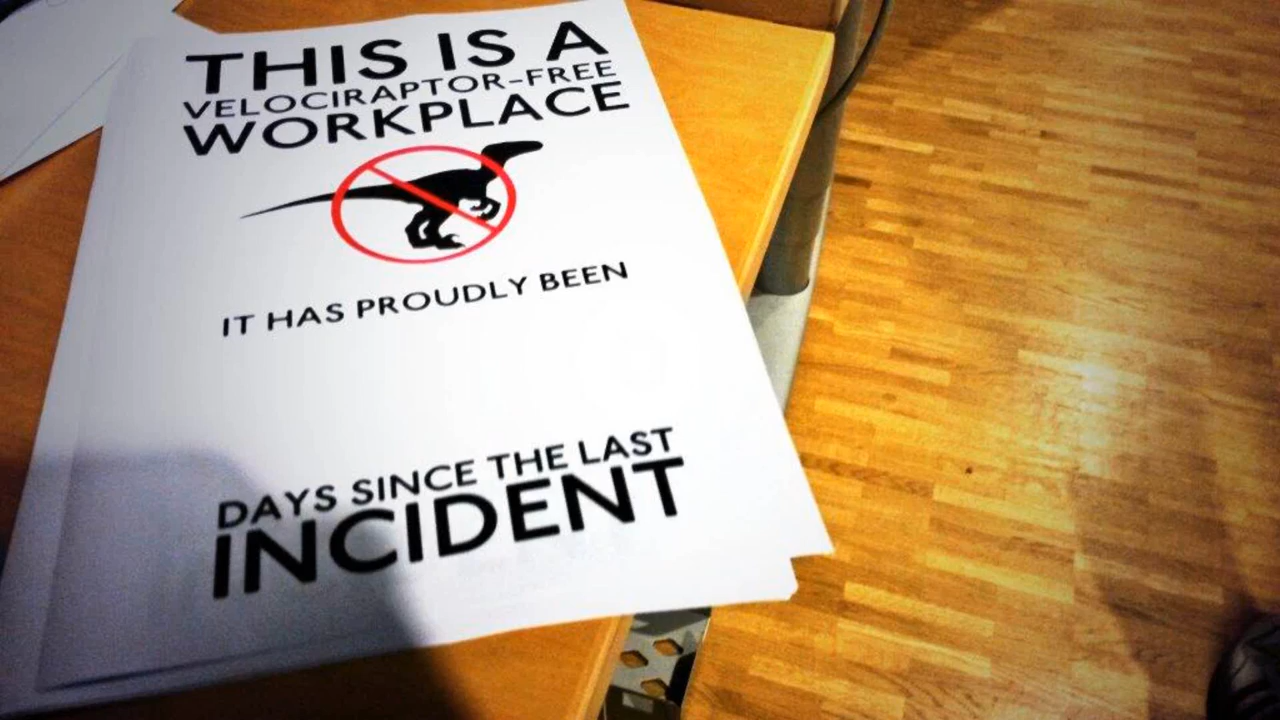 THIS IS A
VELOCIRAPTOR-FREE
WORKPLACE
IT HAS PROUDLY BEEN
DAYS SINCE THE LAST
INCIDENT